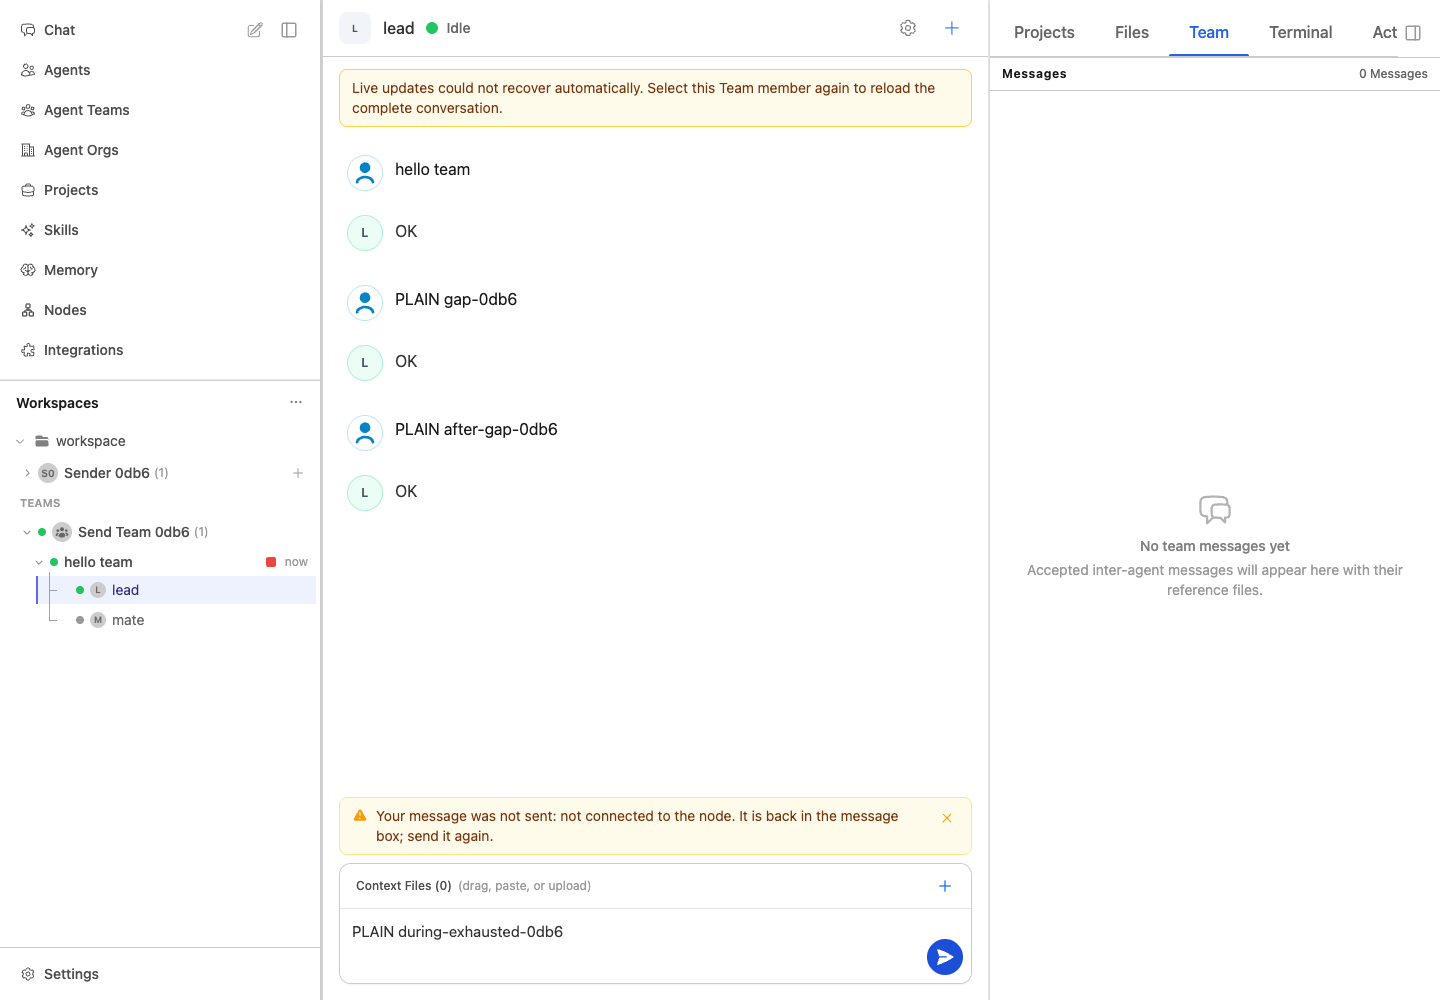 Chat
Agents
Agent Teams
Agent Orgs
Projects
Skills
Memory
Nodes
Integrations
Workspaces
workspace
S0 Sender 0db6 (1)
TEAMS
Send Team 0db6 (1)
hello team now
L lead
M mate
Settings
L lead Idle
Live updates could not recover automatically. Select this Team member again to reload the
complete conversation.
hello team
L OK
PLAIN gap-0db6
L OK
PLAIN after-gap-0db6
L OK
Your message was not sent: not connected to the node. It is back in the message
box; send it again.
Context Files (0) (drag, paste, or upload)
PLAIN during-exhausted-0db6
Projects Files Team Terminal Act
Messages 0 Messages
No team messages yet
Accepted inter-agent messages will appear here with their
reference files.